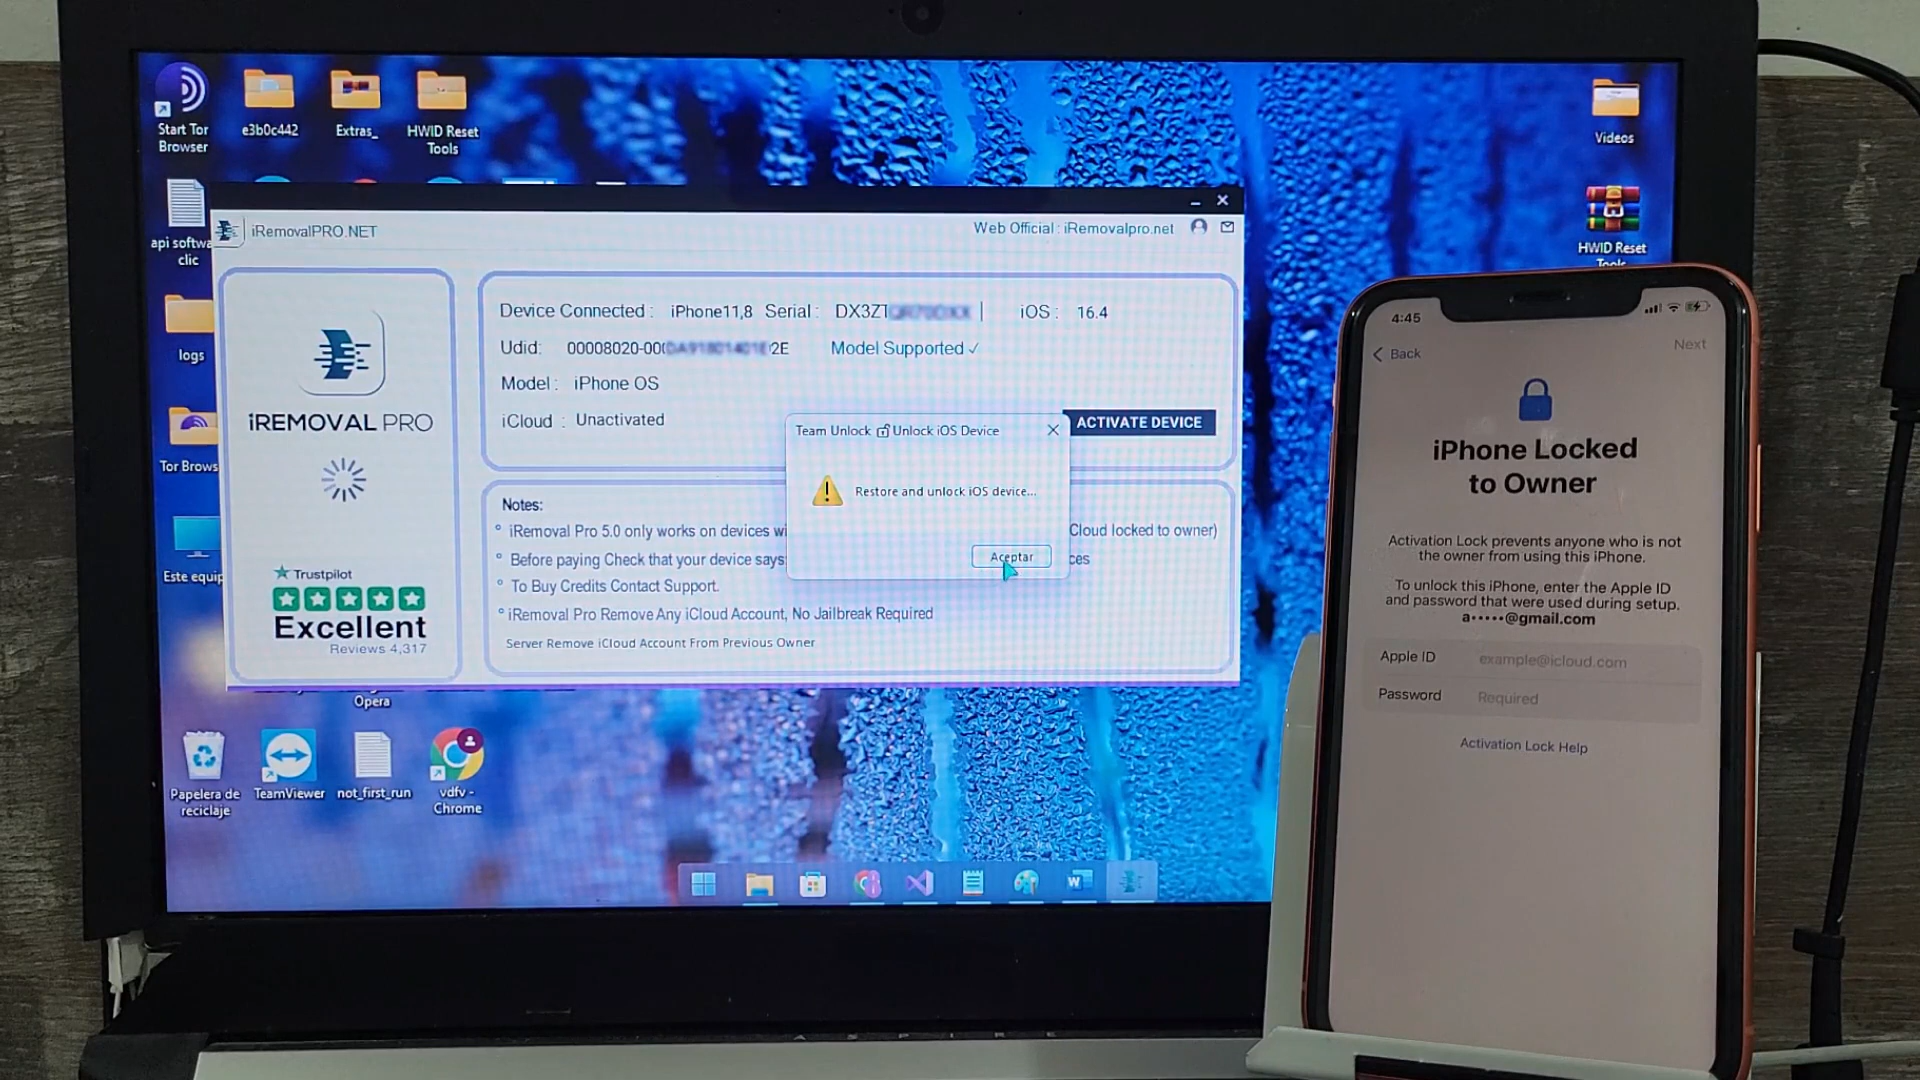 Start Tor
Browser
e3b0c442
Extras_
HWID Reset
Tools
Videos
HWID Reset
Tools
api softwa
clic
logs
Tor Brows
Este equip
Opera
Papelera de
reciclaje
TeamViewer
not_first_run
vdfv -
Chrome
iRemovalPRO.NET
Web Official : iRemovalpro.net
iREMOVAL PRO
Trustpilot
Excellent
Reviews 4,317
Device Connected : iPhone11,8 Serial : DX3ZT iOS : 16.4
Udid: 00008020-00 2E Model Supported ✓
Model : iPhone OS
iCloud : Unactivated
ACTIVATE DEVICE
Team Unlock Unlock iOS Device
Restore and unlock iOS device...
Aceptar
Notes:
° iRemoval Pro 5.0 only works on devices wi Cloud locked to owner)
° Before paying Check that your device says: ces
° To Buy Credits Contact Support.
° iRemoval Pro Remove Any iCloud Account, No Jailbreak Required
Server Remove iCloud Account From Previous Owner
4:45
Back
Next
iPhone Locked
to Owner
Activation Lock prevents anyone who is not
the owner from using this iPhone.
To unlock this iPhone, enter the Apple ID
and password that were used during setup.
a•••••@gmail.com
Apple ID example@icloud.com
Password Required
Activation Lock Help